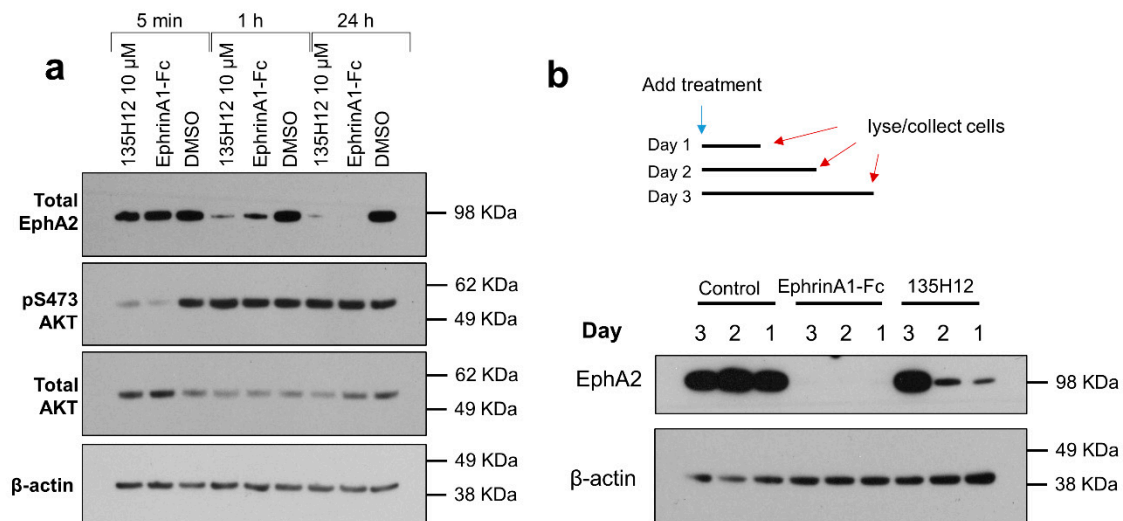 a
5 min 1 h 24 h
135H12 10 µM
EphrinA1-Fc
DMSO
135H12 10 µM
EphrinA1-Fc
DMSO
135H12 10 µM
EphrinA1-Fc
DMSO
Total
EphA2
98 KDa
pS473
AKT
62 KDa
49 KDa
Total
AKT
62 KDa
49 KDa
β-actin
49 KDa
38 KDa
b
Add treatment
lyse/collect cells
Day 1
Day 2
Day 3
Control EphrinA1-Fc 135H12
Day 3 2 1 3 2 1 3 2 1
EphA2
98 KDa
β-actin
49 KDa
38 KDa